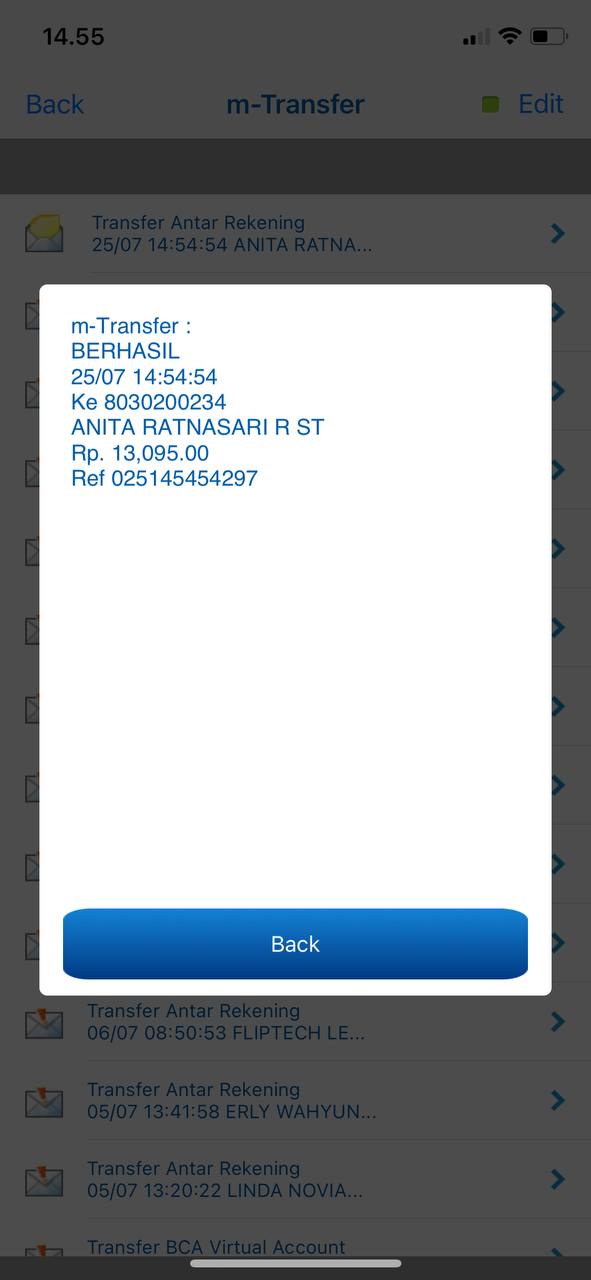 14.55
Back m-Transfer Edit
Transfer Antar Rekening
25/07 14:54:54 ANITA RATNA...
m-Transfer :
BERHASIL
25/07 14:54:54
Ke 8030200234
ANITA RATNASARI R ST
Rp. 13,095.00
Ref 025145454297
Back
Transfer Antar Rekening
06/07 08:50:53 FLIPTECH LE...
Transfer Antar Rekening
05/07 13:41:58 ERLY WAHYUN...
Transfer Antar Rekening
05/07 13:20:22 LINDA NOVIA...
Transfer BCA Virtual Account